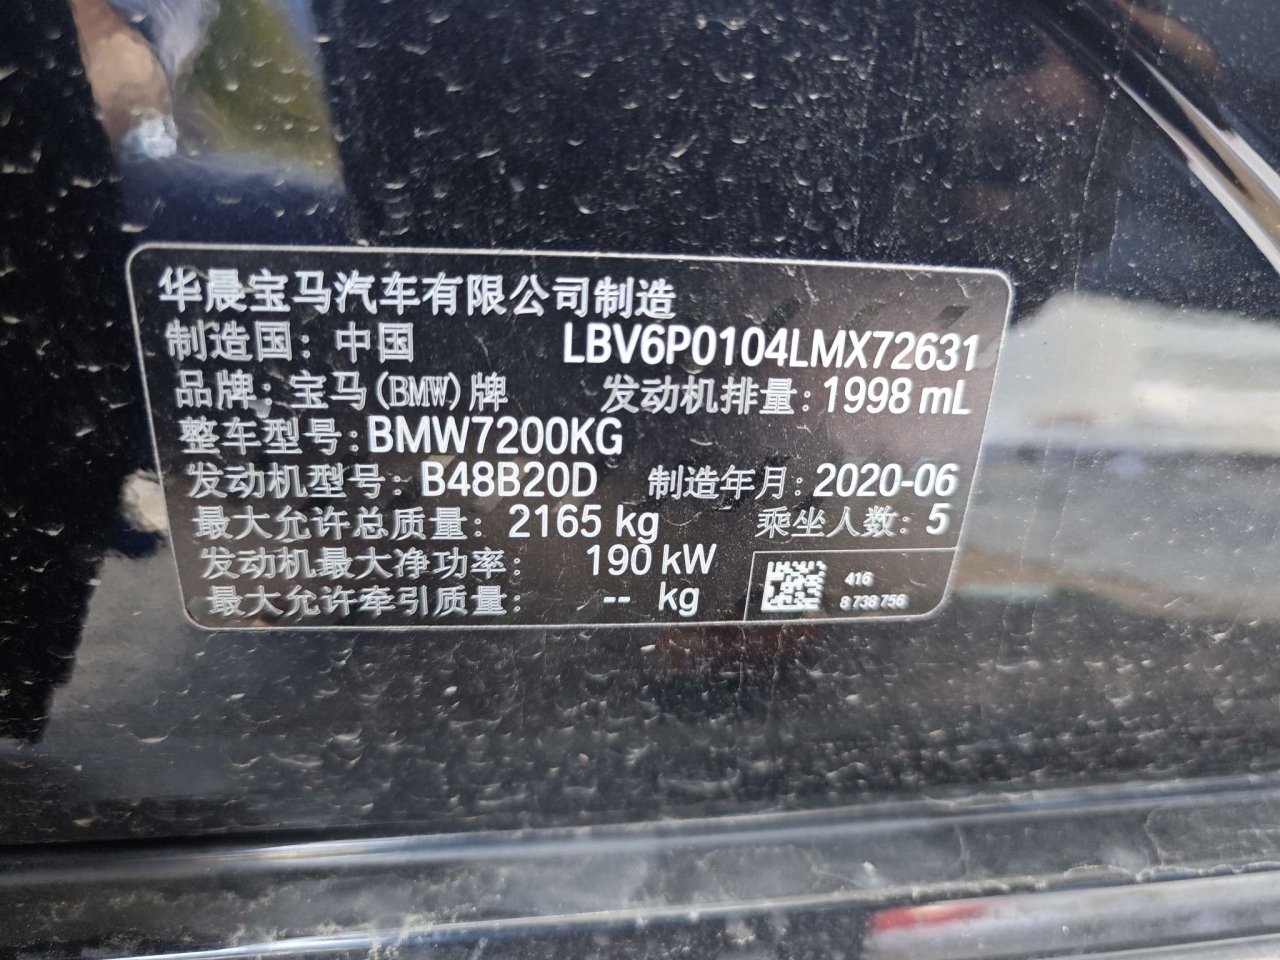 华晨宝马汽车有限公司制造
制造国：中国 LBV6P0104LMX72631
品牌：宝马(BMW)牌 发动机排量：1998 mL
整车型号：BMW7200KG
发动机型号：B48B20D 制造年月：2020-06
最大允许总质量：2165 kg 乘坐人数：5
发动机最大净功率：190 kW
最大允许牵引质量：-- kg
416
8 738 756